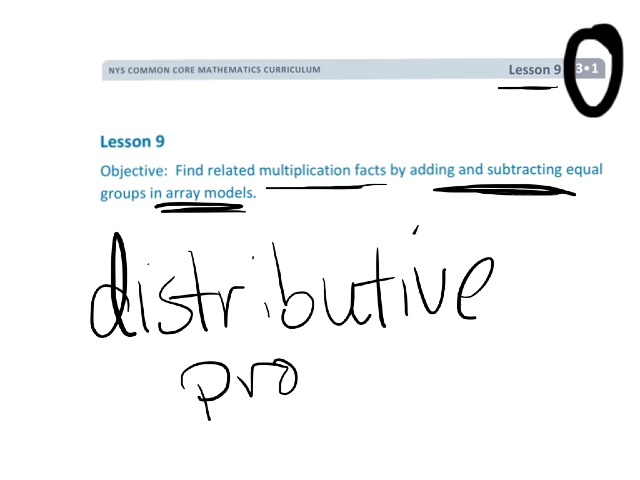 NYS COMMON CORE MATHEMATICS CURRICULUM Lesson 9 3•1
Lesson 9
Objective: Find related multiplication facts by adding and subtracting equal
groups in array models.
distributive
pro